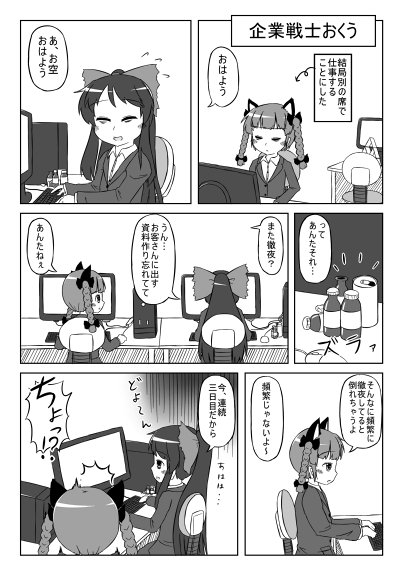 企業戦士おくう
結局別の席で
仕事する
ことにした
おはよう
あ、お空
おはよう
って
あんたそれ…
ズラァ
また徹夜?
うん…
お客さんに出す
資料作り忘れてて
あんたねぇ
そんなに頻繁に
徹夜してると
倒れちゃうよ
頻繁じゃないよ~
今、連続
三日目だから
どよ~ん
ちょっ!?